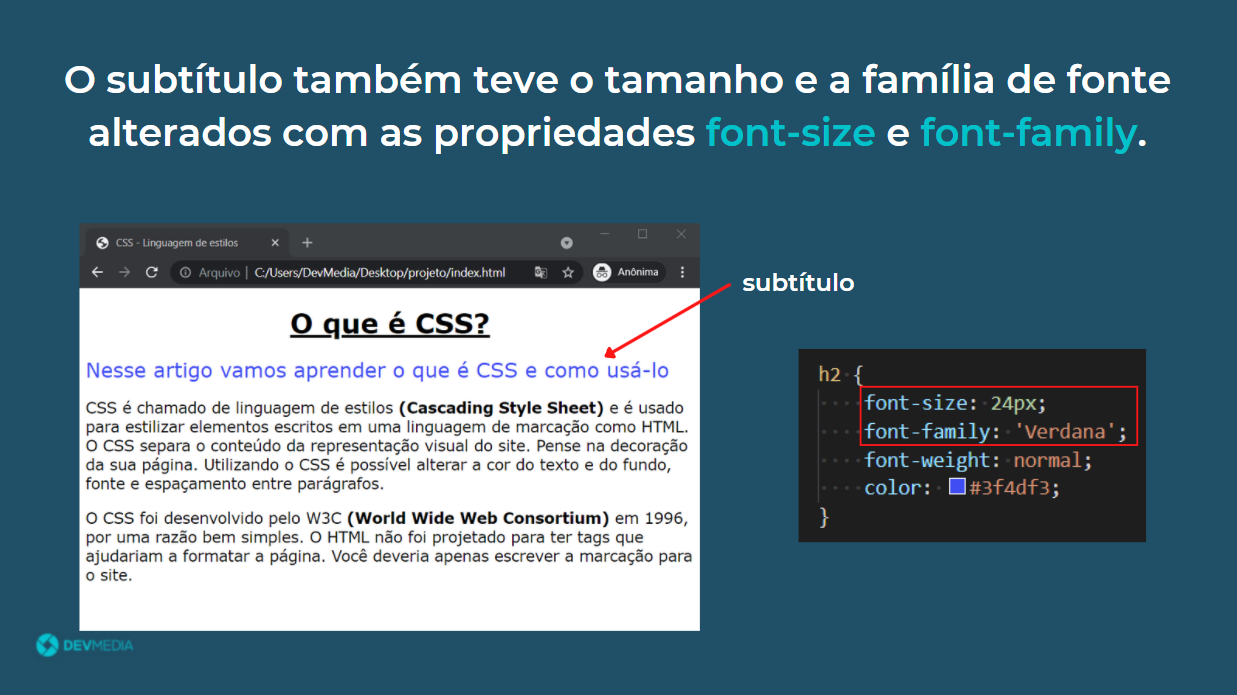 O subtítulo também teve o tamanho e a família de fonte
alterados com as propriedades font-size e font-family.
CSS - Linguagem de estilos
Arquivo | C:/Users/DevMedia/Desktop/projeto/index.html
Anônima
subtítulo
O que é CSS?
Nesse artigo vamos aprender o que é CSS e como usá-lo
CSS é chamado de linguagem de estilos (Cascading Style Sheet) e é usado
para estilizar elementos escritos em uma linguagem de marcação como HTML.
O CSS separa o conteúdo da representação visual do site. Pense na decoração
da sua página. Utilizando o CSS é possível alterar a cor do texto e do fundo,
fonte e espaçamento entre parágrafos.
O CSS foi desenvolvido pelo W3C (World Wide Web Consortium) em 1996,
por uma razão bem simples. O HTML não foi projetado para ter tags que
ajudariam a formatar a página. Você deveria apenas escrever a marcação para
o site.
h2 {
font-size: 24px;
font-family: 'Verdana';
font-weight: normal;
color: #3f4df3;
}
DEVMEDIA